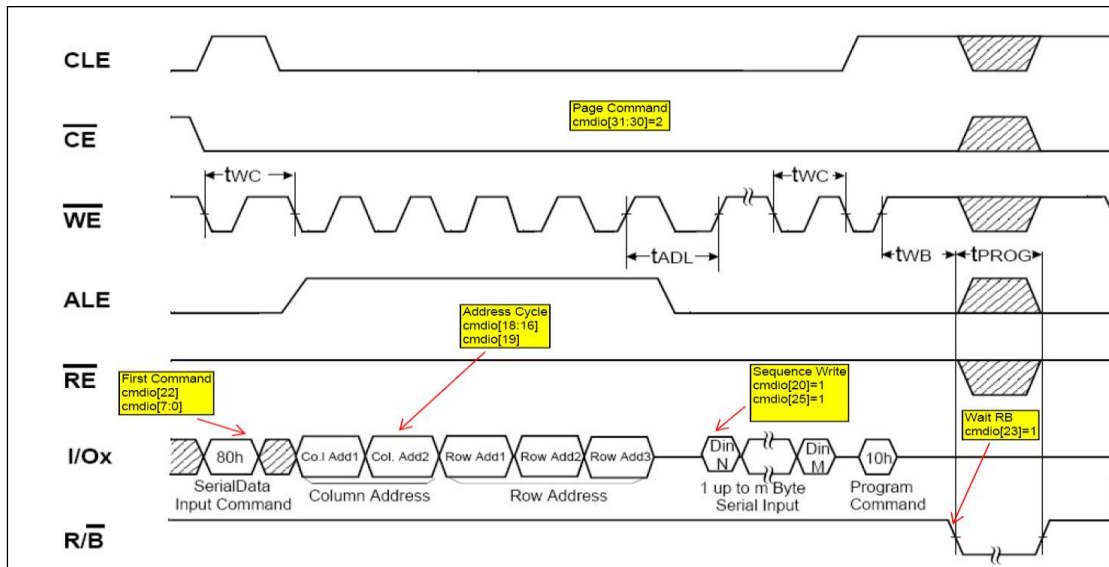 CLE
Page Command
cmdio[31:30]=2
CE
tWC
tWC
WE
tADL
tWB
tPROG
ALE
Address Cycle
cmdio[18:16]
cmdio[19]
RE
First Command
cmdio[22]
cmdio[7:0]
Sequence Write
cmdio[20]=1
cmdio[25]=1
Wait RB
cmdio[23]=1
I/Ox
80h
Co.l Add1
Col. Add2
Row Add1
Row Add2
Row Add3
Din
N
Din
M
10h
SerialData
Input Command
Column Address
Row Address
1 up to m Byte
Serial Input
Program
Command
R/B